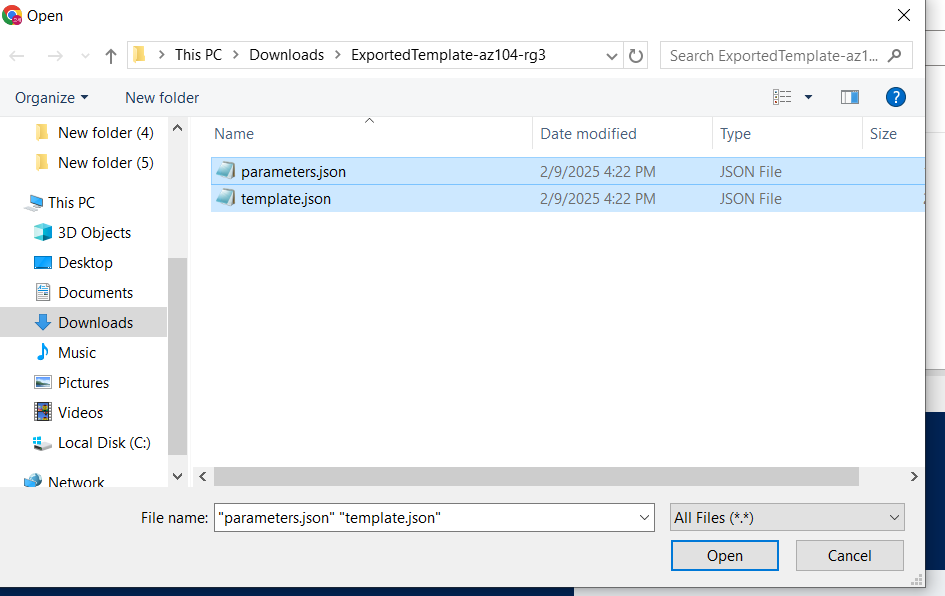 Open
This PC > Downloads > ExportedTemplate-az104-rg3
Search ExportedTemplate-az1...
Organize
New folder
?
New folder (4)
New folder (5)
This PC
3D Objects
Desktop
Documents
Downloads
Music
Pictures
Videos
Local Disk (C:)
Network
Name Date modified Type Size
parameters.json 2/9/2025 4:22 PM JSON File
template.json 2/9/2025 4:22 PM JSON File
File name: "parameters.json" "template.json"
All Files (*.*)
Open
Cancel